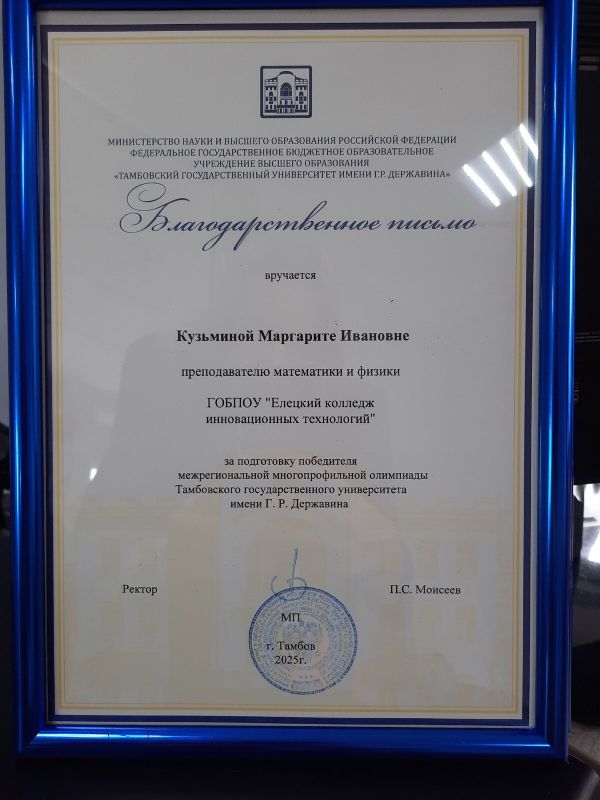 МИНИСТЕРСТВО НАУКИ И ВЫСШЕГО ОБРАЗОВАНИЯ РОССИЙСКОЙ ФЕДЕРАЦИИ
ФЕДЕРАЛЬНОЕ ГОСУДАРСТВЕННОЕ БЮДЖЕТНОЕ ОБРАЗОВАТЕЛЬНОЕ
УЧРЕЖДЕНИЕ ВЫСШЕГО ОБРАЗОВАНИЯ
«ТАМБОВСКИЙ ГОСУДАРСТВЕННЫЙ УНИВЕРСИТЕТ ИМЕНИ Г.Р. ДЕРЖАВИНА»
Благодарственное письмо
вручается
Кузьминой Маргарите Ивановне
преподавателю математики и физики
ГОБПОУ "Елецкий колледж
инновационных технологий"
за подготовку победителя
межрегиональной многопрофильной олимпиады
Тамбовского государственного университета
имени Г. Р. Державина
Ректор П.С. Моисеев
МП
г. Тамбов
2025г.